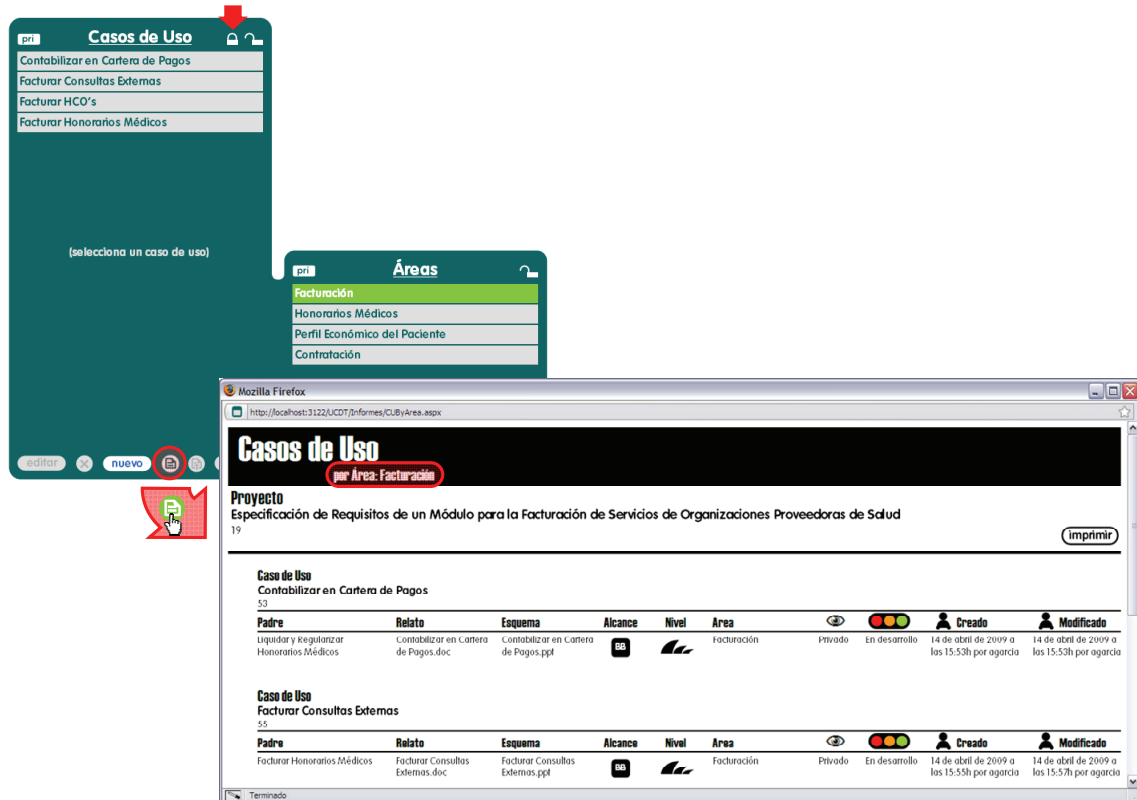 pri Casos de Uso
Contabilizar en Cartera de Pagos
Facturar Consultas Externas
Facturar HCO's
Facturar Honorarios Médicos
(selecciona un caso de uso)
editar nuevo
pri Áreas
Facturación
Honorarios Médicos
Perfil Económico del Paciente
Contratación
Mozilla Firefox
http://localhost:3122/UCDT/Informes/CUByArea.aspx
Casos de Uso
por Área: Facturación
Proyecto
Especificación de Requisitos de un Módulo para la Facturación de Servicios de Organizaciones Proveedoras de Salud
19
imprimir
Caso de Uso
Contabilizar en Cartera de Pagos
53
Padre Relato Esquema Alcance Nivel Area Creado Modificado
Liquidar y Regularizar Contabilizar en Cartera Contabilizar en Cartera BB Facturación Privado En desarrollo 14 de abril de 2009 a 14 de abril de 2009 a
Honorarios Médicos de Pagos.doc de Pagos.ppt las 15:53h por agarcia las 15:53h por agarcia
Caso de Uso
Facturar Consultas Externas
55
Padre Relato Esquema Alcance Nivel Area Creado Modificado
Facturar Honorarios Médicos Facturar Consultas Facturar Consultas BB Facturación Privado En desarrollo 14 de abril de 2009 a 14 de abril de 2009 a
Externas.doc Externas.ppt las 15:55h por agarcia las 15:57h por agarcia
Terminado